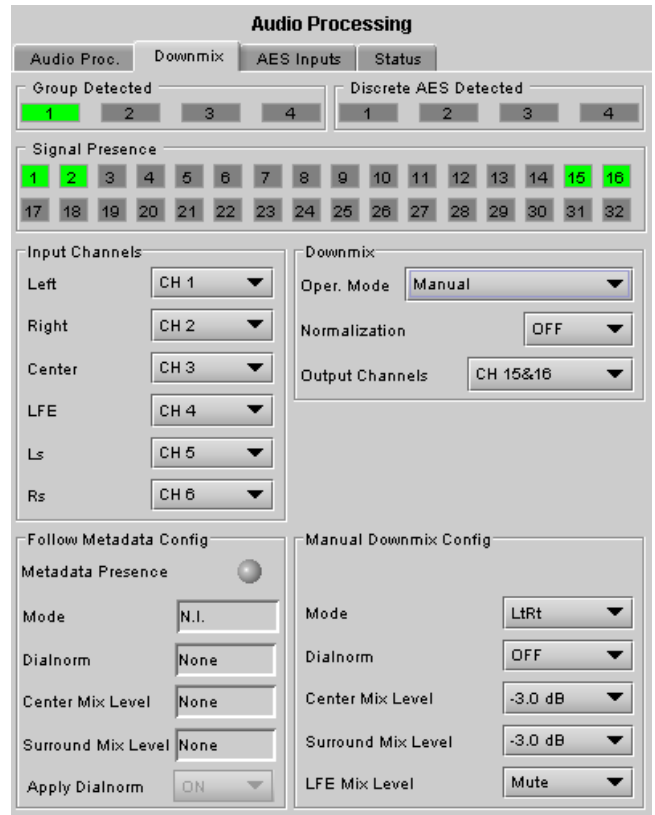 Audio Processing
Audio Proc. Downmix AES Inputs Status
Group Detected
1 2 3 4
Discrete AES Detected
1 2 3 4
Signal Presence
1 2 3 4 5 6 7 8 9 10 11 12 13 14 15 16
17 18 19 20 21 22 23 24 25 26 27 28 29 30 31 32
Input Channels
Left CH 1
Right CH 2
Center CH 3
LFE CH 4
Ls CH 5
Rs CH 6
Downmix
Oper. Mode Manual
Normalization OFF
Output Channels CH 15&16
Follow Metadata Config
Metadata Presence
Mode N.I.
Dialnorm None
Center Mix Level None
Surround Mix Level None
Apply Dialnorm ON
Manual Downmix Config
Mode LtRt
Dialnorm OFF
Center Mix Level -3.0 dB
Surround Mix Level -3.0 dB
LFE Mix Level Mute